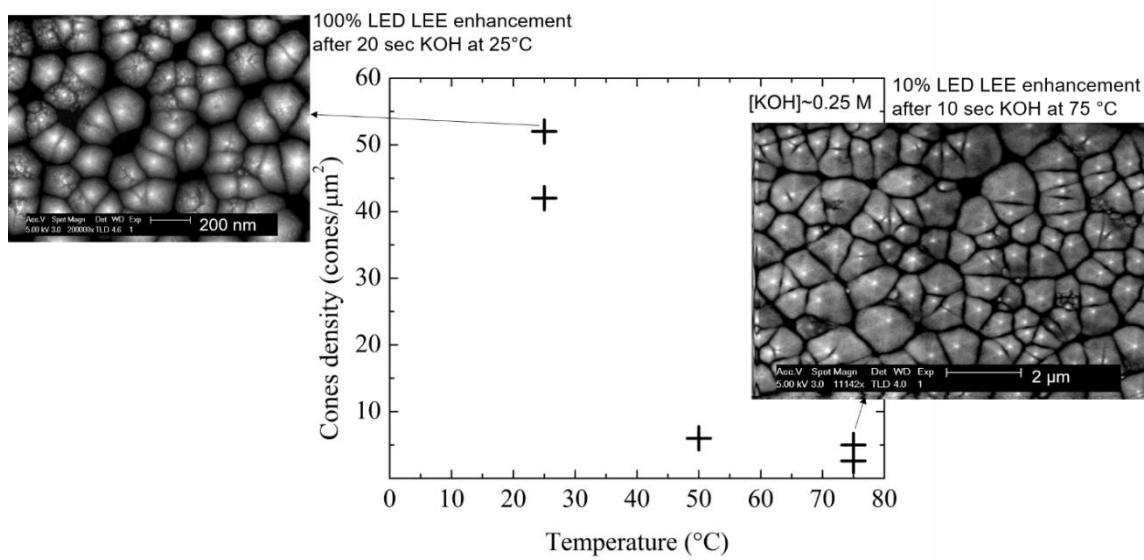 100% LED LEE enhancement
after 20 sec KOH at 25°C
10% LED LEE enhancement
after 10 sec KOH at 75 °C
[KOH]~0.25 M
Acc.V Spot Magn Det WD Exp
5.00 kV 3.0 200000x TLD 4.6 1
200 nm
Acc.V Spot Magn Det WD Exp
5.00 kV 3.0 11142x TLD 4.0 1
2 µm
Cones density (cones/µm²)
60
50
40
30
20
10
0 10 20 30 40 50 60 70 80
Temperature (°C)